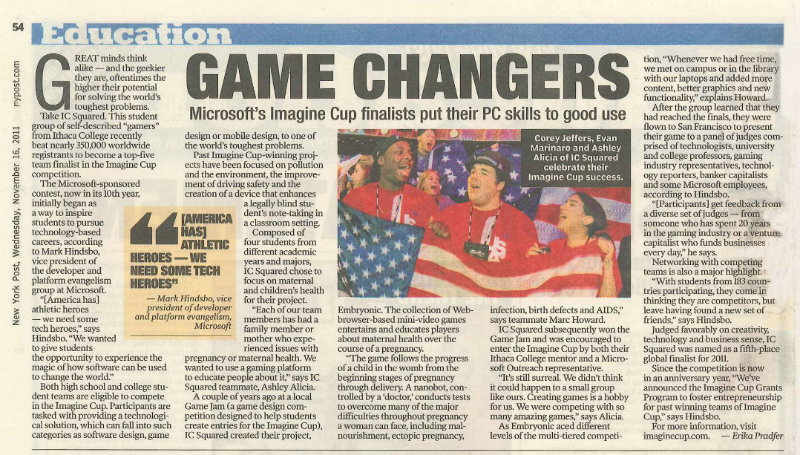 54
nypost.com
New York Post, Wednesday, November 16, 2011
Education
GAME CHANGERS
Microsoft's Imagine Cup finalists put their PC skills to good use
GREAT minds think
alike — and the geekier
they are, oftentimes the
higher their potential
for solving the world's
toughest problems.
Take IC Squared. This student
group of self-described "gamers"
from Ithaca College recently
beat nearly 350,000 worldwide
registrants to become a top-five
team finalist in the Imagine Cup
competition.
The Microsoft-sponsored
contest, now in its 10th year,
initially began as
a way to inspire
students to pursue
technology-based
careers, according
to Mark Hindsbo,
vice president of
the developer and
platform evangelism
group at Microsoft.
"[America has]
athletic heroes
— we need some
tech heroes," says
Hindsbo. "We wanted
to give students
the opportunity to experience the
magic of how software can be used
to change the world."
Both high school and college stu-
dent teams are eligible to compete
in the Imagine Cup. Participants are
tasked with providing a technologi-
cal solution, which can fall into such
categories as software design, game
design or mobile design, to one of
the world's toughest problems.
Past Imagine Cup-winning proj-
ects have been focused on pollution
and the environment, the improve-
ment of driving safety and the
creation of a device that enhances
a legally blind stu-
dent's note-taking in
a classroom setting.
Composed of
four students from
different academic
years and majors,
IC Squared chose to
focus on maternal
and children's health
for their project.
"Each of our team
members has had a
family member or
mother who expe-
rienced issues with
pregnancy or maternal health. We
wanted to use a gaming platform
to educate people about it," says IC
Squared teammate, Ashley Alicia.
A couple of years ago at a local
Game Jam (a game design com-
petition designed to help students
create entries for the Imagine Cup),
IC Squared created their project,
“[AMERICA
HAS]
ATHLETIC
HEROES — WE
NEED SOME TECH
HEROES”
— Mark Hindsbo, vice
president of developer
and platform evangelism,
Microsoft
Corey Jeffers, Evan
Marinaro and Ashley
Alicia of IC Squared
celebrate their
Imagine Cup success.
Embryonic. The collection of Web-
browser-based mini-video games
entertains and educates players
about maternal health over the
course of a pregnancy.
"The game follows the progress
of a child in the womb from the
beginning stages of pregnancy
through delivery. A nanobot, con-
trolled by a 'doctor,' conducts tests
to overcome many of the major
difficulties throughout pregnancy
a woman can face, including mal-
nourishment, ectopic pregnancy,
infection, birth defects and AIDS,"
says teammate Marc Howard.
IC Squared subsequently won the
Game Jam and was encouraged to
enter the Imagine Cup by both their
Ithaca College mentor and a Micro-
soft Outreach representative.
"It's still surreal. We didn't think
it could happen to a small group
like ours. Creating games is a hobby
for us. We were competing with so
many amazing games," says Alicia.
As Embryonic aced different
levels of the multi-tiered competi-
tion, "Whenever we had free time,
we met on campus or in the library
with our laptops and added more
content, better graphics and new
functionality," explains Howard.
After the group learned that they
had reached the finals, they were
flown to San Francisco to present
their game to a panel of judges com-
prised of technologists, university
and college professors, gaming
industry representatives, technol-
ogy reporters, banker capitalists
and some Microsoft employees,
according to Hindsbo.
"[Participants] get feedback from
a diverse set of judges — from
someone who has spent 20 years
in the gaming industry or a venture
capitalist who funds businesses
every day," he says.
Networking with competing
teams is also a major highlight.
"With students from 183 coun-
tries participating, they come in
thinking they are competitors, but
leave having found a new set of
friends," says Hindsbo.
Judged favorably on creativity,
technology and business sense, IC
Squared was named as a fifth-place
global finalist for 2011.
Since the competition is now
in an anniversary year, "We've
announced the Imagine Cup Grants
Program to foster entrepreneurship
for past winning teams of Imagine
Cup," says Hindsbo.
For more information, visit
imaginecup.com. — Erika Pradfer